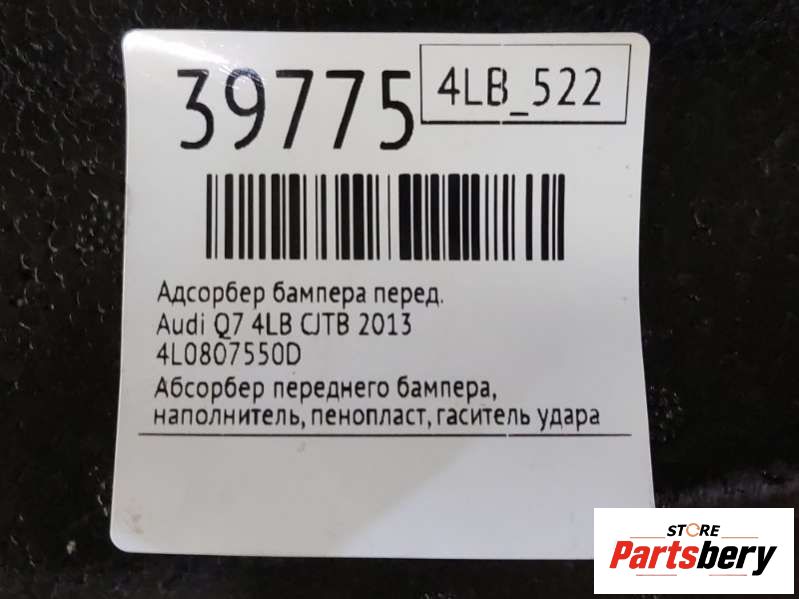 39775
4LB_522
Адсорбер бампера перед.
Audi Q7 4LB CJTB 2013
4L0807550D
Абсорбер переднего бампера,
наполнитель, пенопласт, гаситель удара
STORE
Partsbery